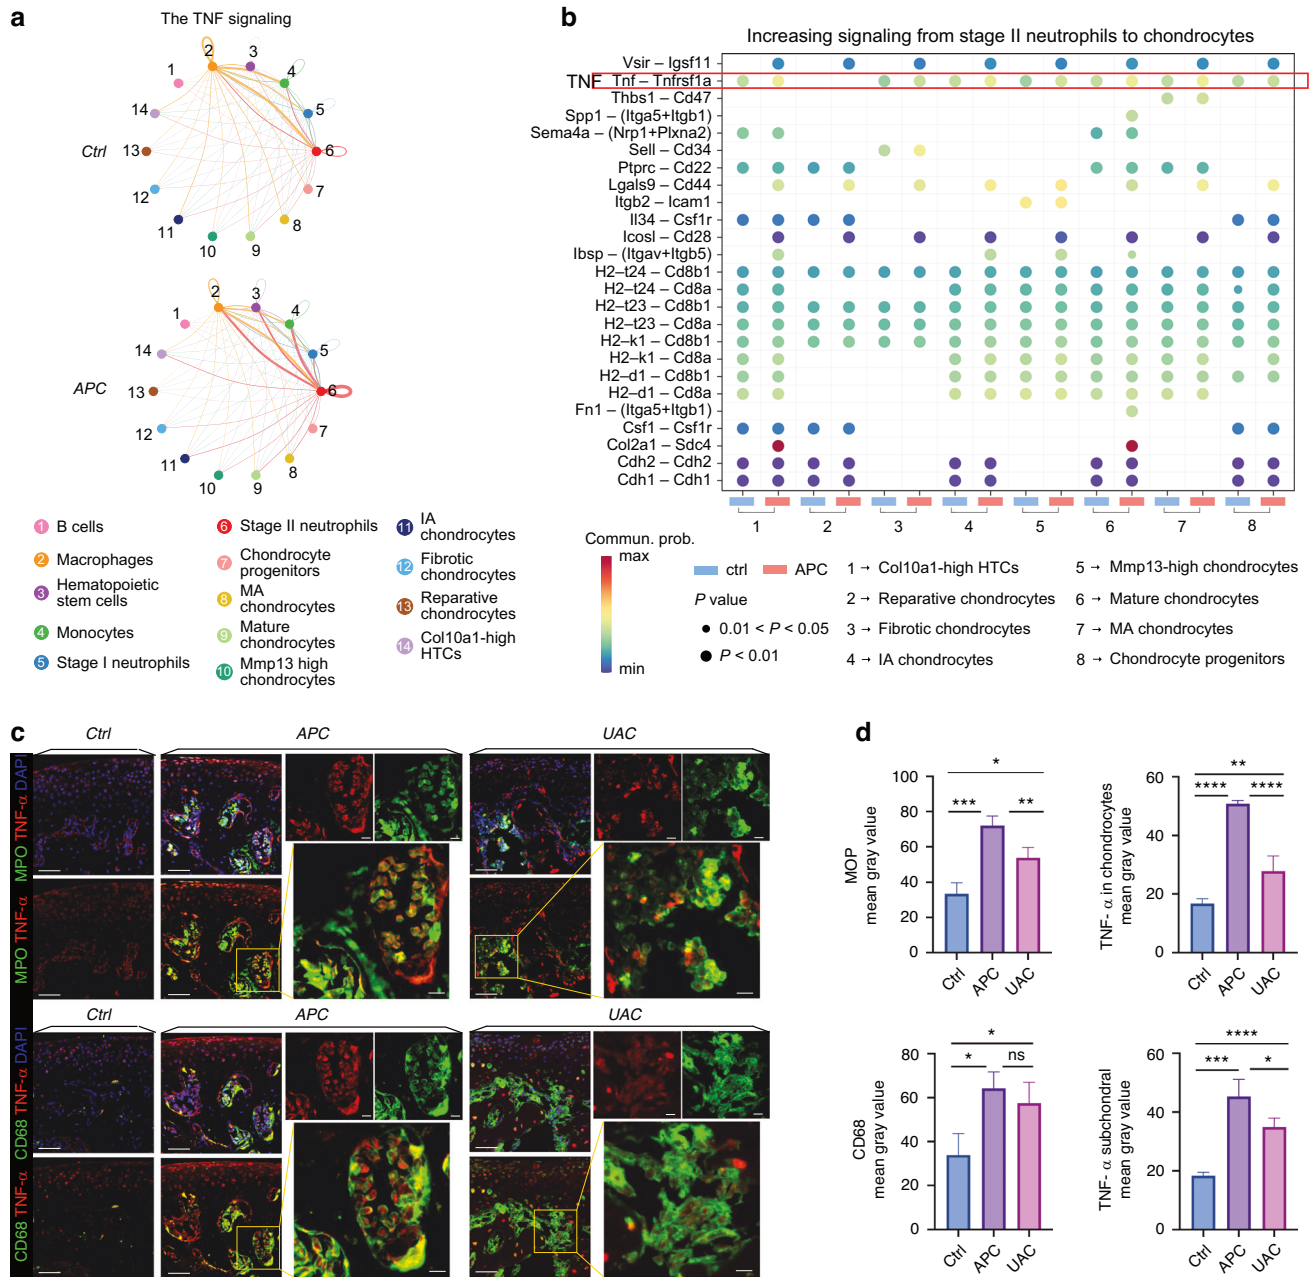 a
The TNF signaling
2
3
1
4
14
5
Ctrl
13
6
12
7
11
8
10
9
2
3
1
4
14
5
APC
13
6
12
7
11
8
10
9
1 B cells
2 Macrophages
3 Hematopoietic
stem cells
4 Monocytes
5 Stage I neutrophils
6 Stage II neutrophils
7 Chondrocyte
progenitors
8 MA
chondrocytes
9 Mature
chondrocytes
10 Mmp13 high
chondrocytes
11 IA
chondrocytes
12 Fibrotic
chondrocytes
13 Reparative
chondrocytes
14 Col10a1-high
HTCs
b
Increasing signaling from stage II neutrophils to chondrocytes
Vsir – Igsf11
TNF Tnf – Tnfrsf1a
Thbs1 – Cd47
Spp1 – (Itga5+Itgb1)
Sema4a – (Nrp1+Plxna2)
Sell – Cd34
Ptprc – Cd22
Lgals9 – Cd44
Itgb2 – Icam1
Il34 – Csf1r
Icosl – Cd28
Ibsp – (Itgav+Itgb5)
H2–t24 – Cd8b1
H2–t24 – Cd8a
H2–t23 – Cd8b1
H2–t23 – Cd8a
H2–k1 – Cd8b1
H2–k1 – Cd8a
H2–d1 – Cd8b1
H2–d1 – Cd8a
Fn1 – (Itga5+Itgb1)
Csf1 – Csf1r
Col2a1 – Sdc4
Cdh2 – Cdh2
Cdh1 – Cdh1
1 2 3 4 5 6 7 8
Commun. prob.
max
min
ctrl APC
P value
0.01 < P < 0.05
P < 0.01
1 → Col10a1-high HTCs
2 → Reparative chondrocytes
3 → Fibrotic chondrocytes
4 → IA chondrocytes
5 → Mmp13-high chondrocytes
6 → Mature chondrocytes
7 → MA chondrocytes
8 → Chondrocyte progenitors
c
Ctrl APC UAC
MPO TNF-α DAPI
MPO TNF-α
Ctrl APC UAC
CD68 TNF-α DAPI
CD68 TNF-α
d
MOP
mean gray value
100
80
60
40
20
0
*
*** **
Ctrl APC UAC
TNF- α in chondocytes
mean gray value
60
40
20
0
**
**** ****
Ctrl APC UAC
CD68
mean gray value
80
60
40
20
0
*
* ns
Ctrl APC UAC
TNF- α subchondral
mean gray value
60
40
20
0
****
*** *
Ctrl APC UAC